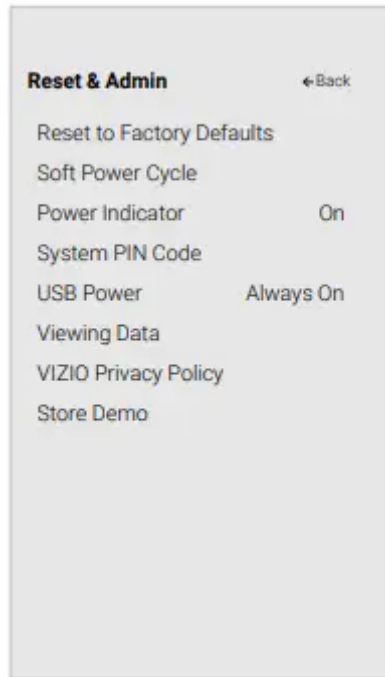 Reset & Admin ←Back
Reset to Factory Defaults
Soft Power Cycle
Power Indicator On
System PIN Code
USB Power Always On
Viewing Data
VIZIO Privacy Policy
Store Demo